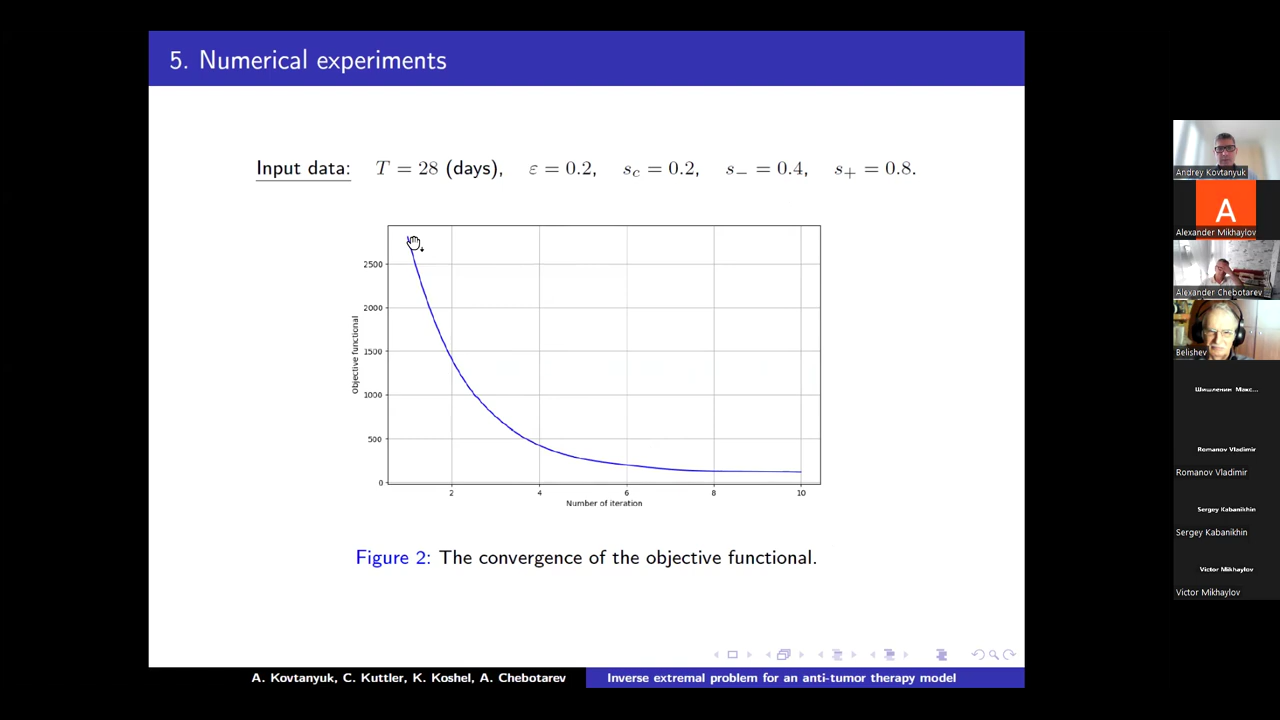 5. Numerical experiments
Input data: T = 28 (days), ε = 0.2, s_c = 0.2, s_− = 0.4, s_+ = 0.8.
2500
2000
1500
1000
500
0
Objective functional
2 4 6 8 10
Number of iteration
Figure 2: The convergence of the objective functional.
A. Kovtanyuk, C. Kuttler, K. Koshel, A. Chebotarev
Inverse extremal problem for an anti-tumor therapy model
Andrey Kovtanyuk
A
Alexander Mikhaylov
Alexander Chebotarev
Belishev
Шишленин Макс...
Romanov Vladimir
Romanov Vladimir
Sergey Kabanikhin
Sergey Kabanikhin
Victor Mikhaylov
Victor Mikhaylov